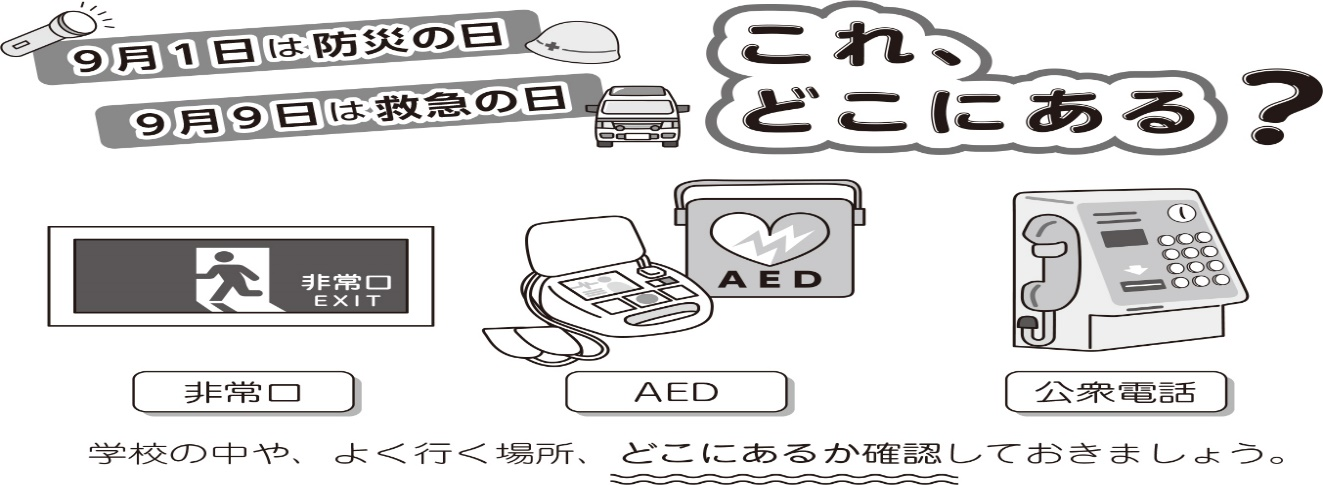 9月1日は防災の日
9月9日は救急の日
これ、
どこにある?
非常口
EXIT
AED
非常口
AED
公衆電話
学校の中や、よく行く場所、どこにあるか確認しておきましょう。